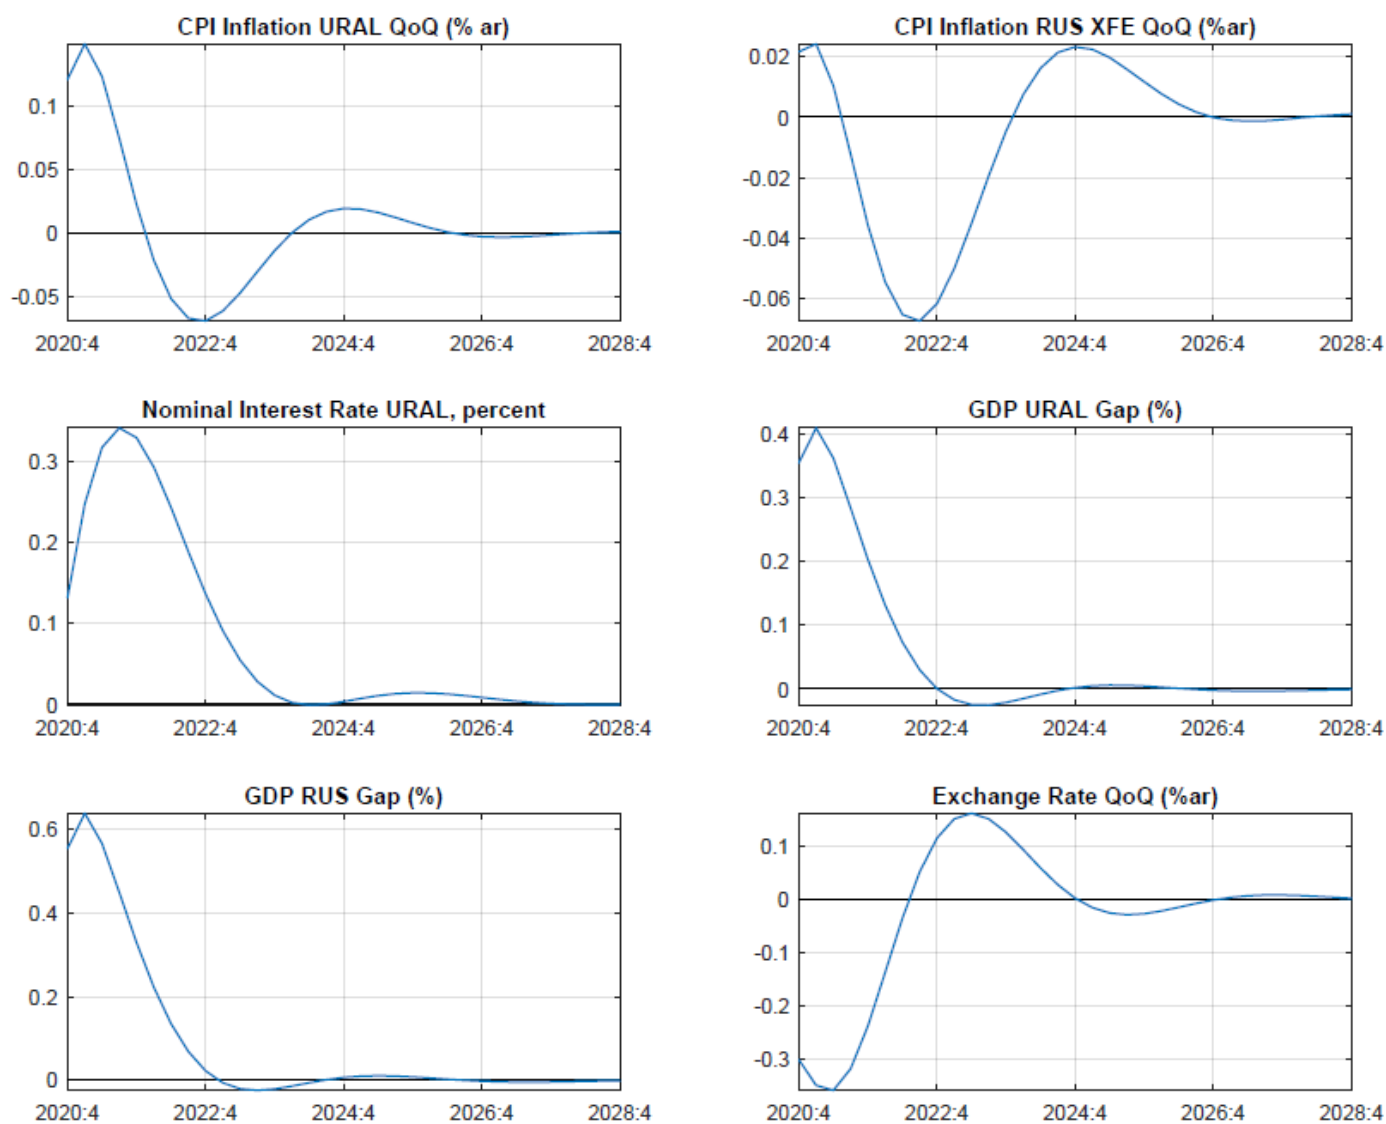 CPI Inflation URAL QoQ (% ar)
0.1
0.05
0
-0.05
2020:4 2022:4 2024:4 2026:4 2028:4
CPI Inflation RUS XFE QoQ (%ar)
0.02
0
-0.02
-0.04
-0.06
2020:4 2022:4 2024:4 2026:4 2028:4
Nominal Interest Rate URAL, percent
0.3
0.2
0.1
0
2020:4 2022:4 2024:4 2026:4 2028:4
GDP URAL Gap (%)
0.4
0.3
0.2
0.1
0
2020:4 2022:4 2024:4 2026:4 2028:4
GDP RUS Gap (%)
0.6
0.4
0.2
0
2020:4 2022:4 2024:4 2026:4 2028:4
Exchange Rate QoQ (%ar)
0.1
0
-0.1
-0.2
-0.3
2020:4 2022:4 2024:4 2026:4 2028:4